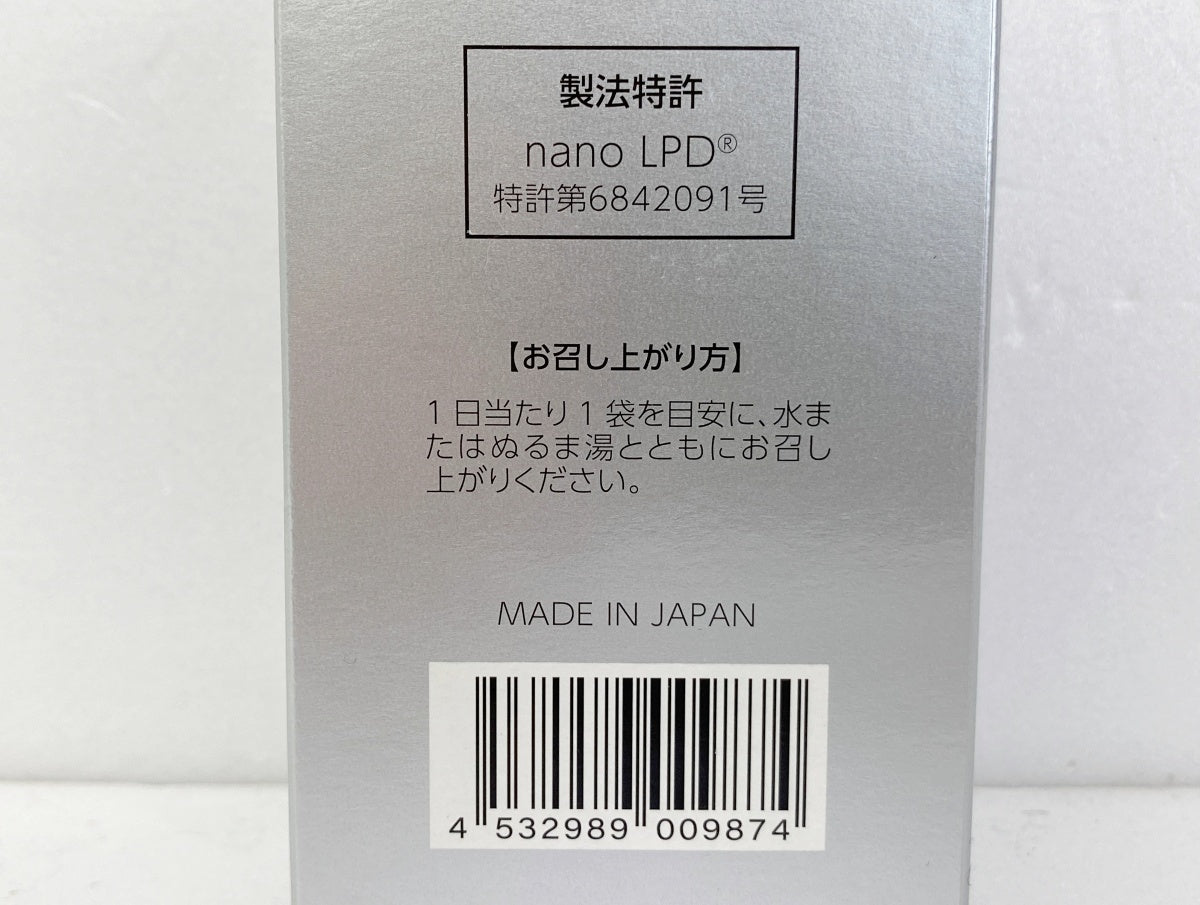 製法特許
nano LPD®
特許第6842091号
【お召し上がり方】
1日当たり1袋を目安に、水ま
たはぬるま湯とともにお召し
上がりください。
MADE IN JAPAN
4 532989 009874